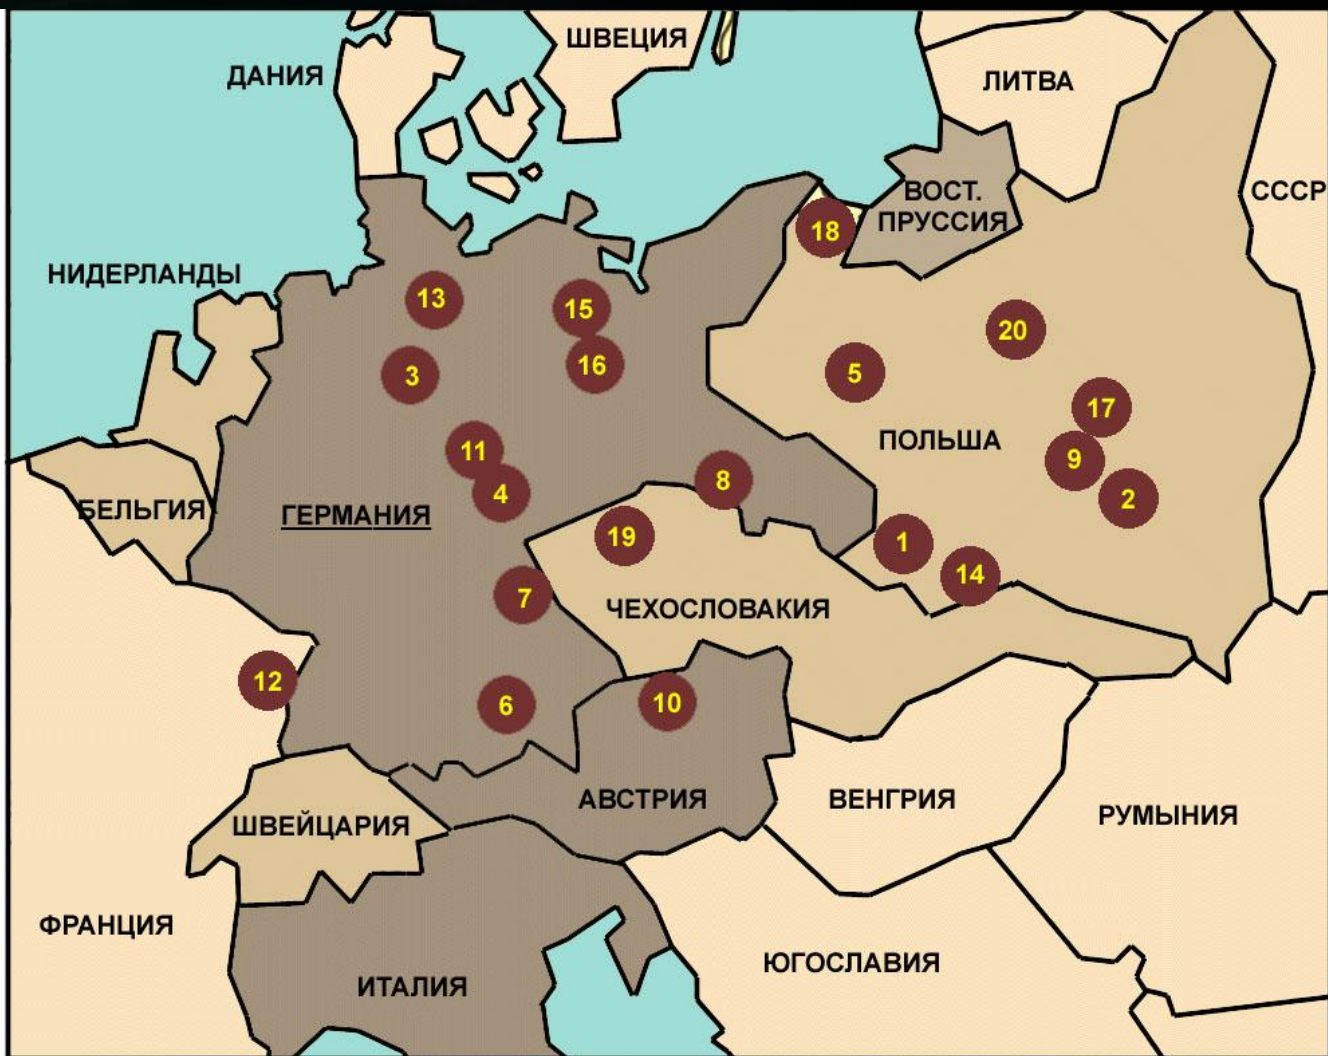 ШВЕЦИЯ
ДАНИЯ
ЛИТВА
ВОСТ.
ПРУССИЯ
СССР
18
НИДЕРЛАНДЫ
13
15
20
3
16
5
17
ПОЛЬША
11
9
8
4
2
БЕЛЬГИЯ
ГЕРМАНИЯ
19
1
14
7
ЧЕХОСЛОВАКИЯ
12
6
10
АВСТРИЯ
ВЕНГРИЯ
РУМЫНИЯ
ШВЕЙЦАРИЯ
ФРАНЦИЯ
ЮГОСЛАВИЯ
ИТАЛИЯ